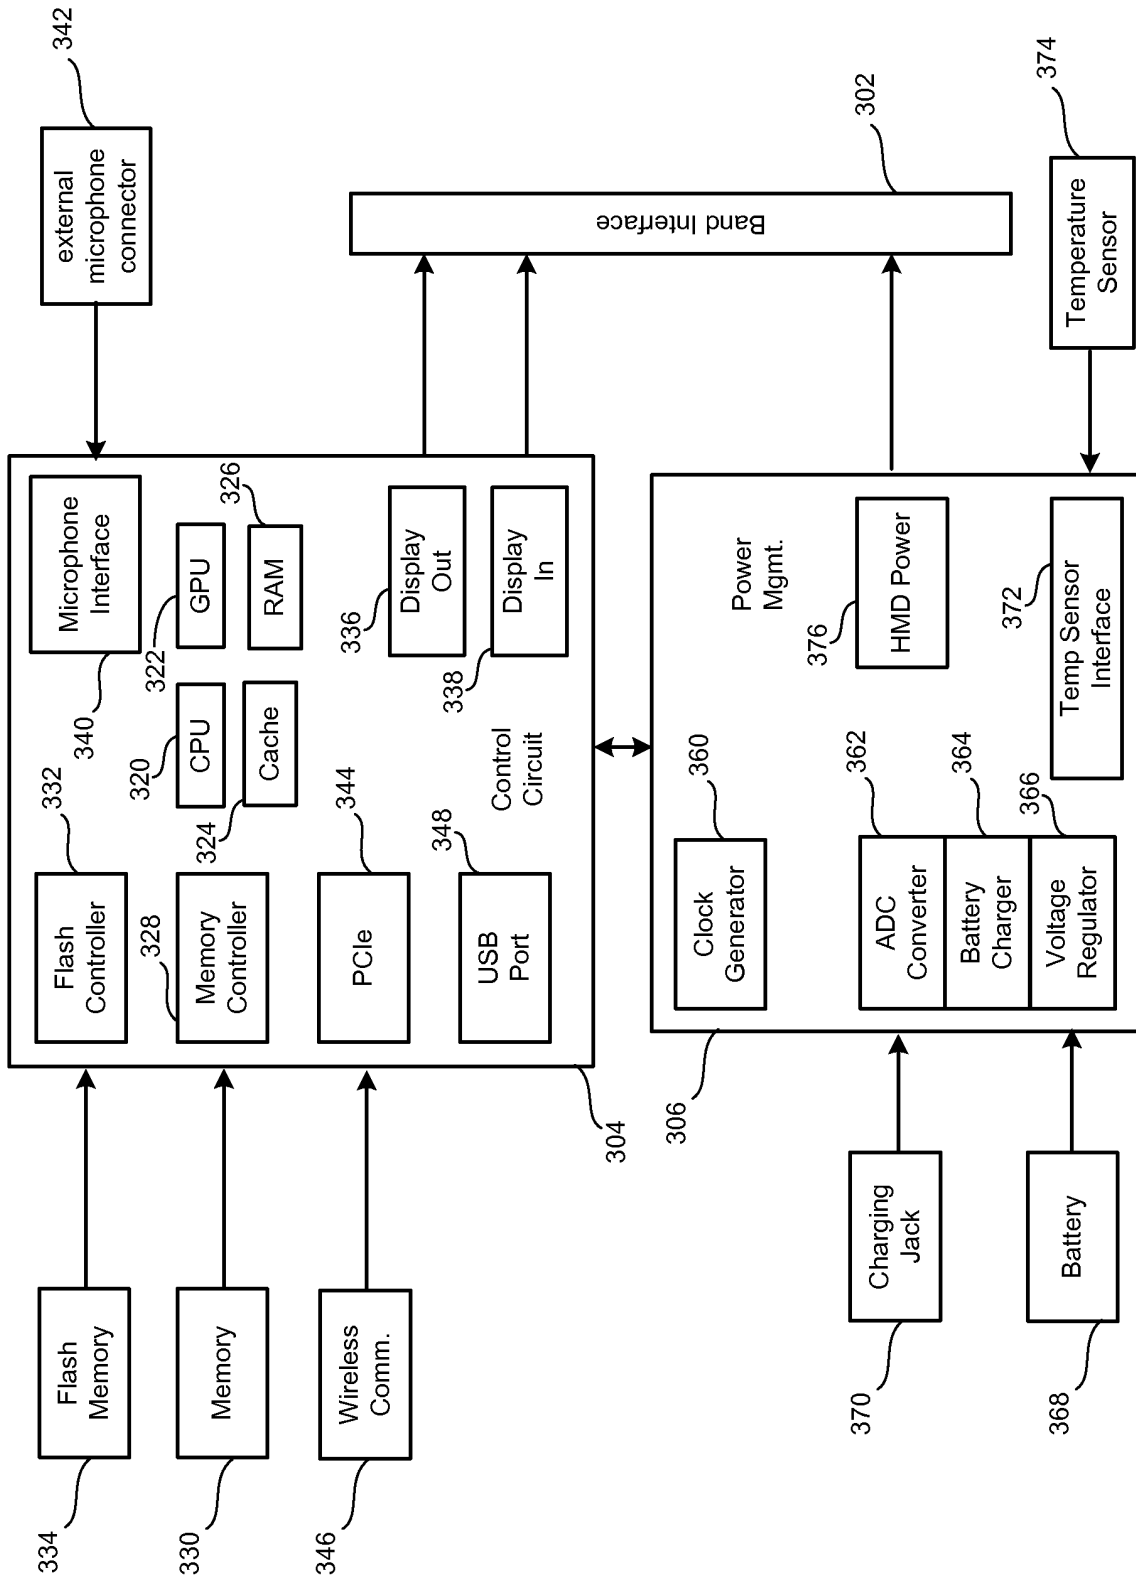 334
Flash
Memory
330
Memory
346
Wireless
Comm.
332
Flash
Controller
328
Memory
Controller
344
PCIe
348
USB
Port
304
340
Microphone
Interface
342
external
microphone
connector
320
CPU
322
GPU
324
Cache
326
RAM
336
Display
Out
338
Display
In
Control
Circuit
302
Band Interface
306
360
Clock
Generator
Power
Mgmt.
370
Charging
Jack
362
ADC
Converter
364
Battery
Charger
366
Voltage
Regulator
376
HMD Power
372
Temp Sensor
Interface
374
Temperature
Sensor
368
Battery